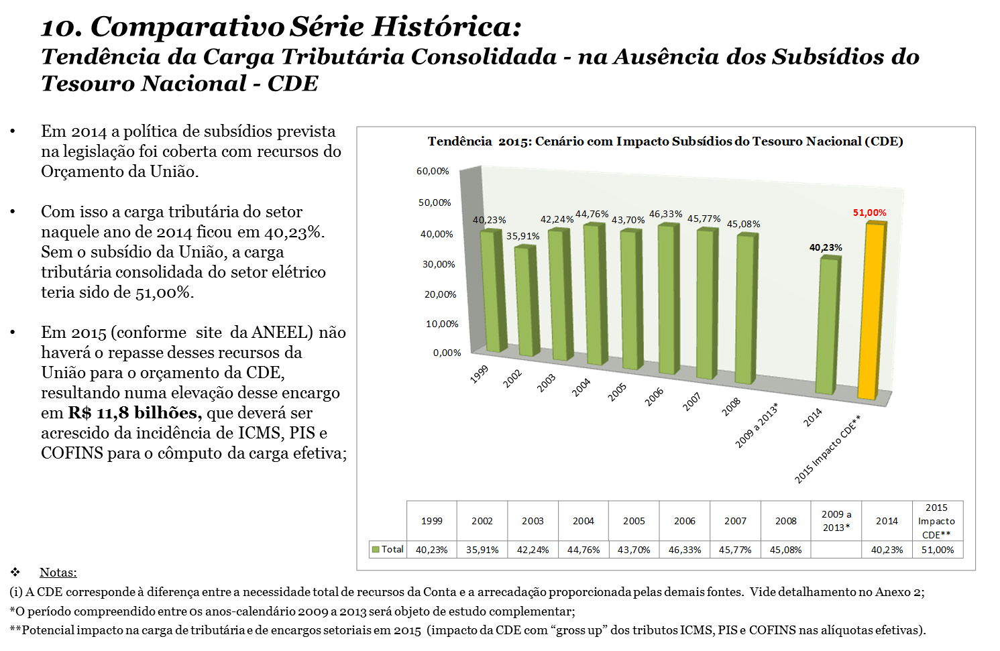 10. Comparativo Série Histórica:
Tendência da Carga Tributária Consolidada - na Ausência dos Subsídios do
Tesouro Nacional - CDE
• Em 2014 a política de subsídios prevista
na legislação foi coberta com recursos do
Orçamento da União.
• Com isso a carga tributária do setor
naquele ano de 2014 ficou em 40,23%.
Sem o subsídio da União, a carga
tributária consolidada do setor elétrico
teria sido de 51,00%.
• Em 2015 (conforme site da ANEEL) não
haverá o repasse desses recursos da
União para o orçamento da CDE,
resultando numa elevação desse encargo
em R$ 11,8 bilhões, que deverá ser
acrescido da incidência de ICMS, PIS e
COFINS para o cômputo da carga efetiva;
Tendência 2015: Cenário com Impacto Subsídios do Tesouro Nacional (CDE)
60,00%
50,00%
40,00%
30,00%
20,00%
10,00%
0,00%
40,23%
35,91%
42,24%
44,76%
43,70%
46,33%
45,77%
45,08%
40,23%
51,00%
1999
2002
2003
2004
2005
2006
2007
2008
2009 a 2013*
2014
2015 Impacto CDE**
1999 2002 2003 2004 2005 2006 2007 2008 2009 a 2013* 2014 2015 Impacto CDE**
Total 40,23% 35,91% 42,24% 44,76% 43,70% 46,33% 45,77% 45,08% 40,23% 51,00%
❖ Notas:
(i) A CDE corresponde à diferença entre a necessidade total de recursos da Conta e a arrecadação proporcionada pelas demais fontes. Vide detalhamento no Anexo 2;
*O período compreendido entre 0s anos-calendário 2009 a 2013 será objeto de estudo complementar;
**Potencial impacto na carga de tributária e de encargos setoriais em 2015 (impacto da CDE com “gross up” dos tributos ICMS, PIS e COFINS nas alíquotas efetivas).